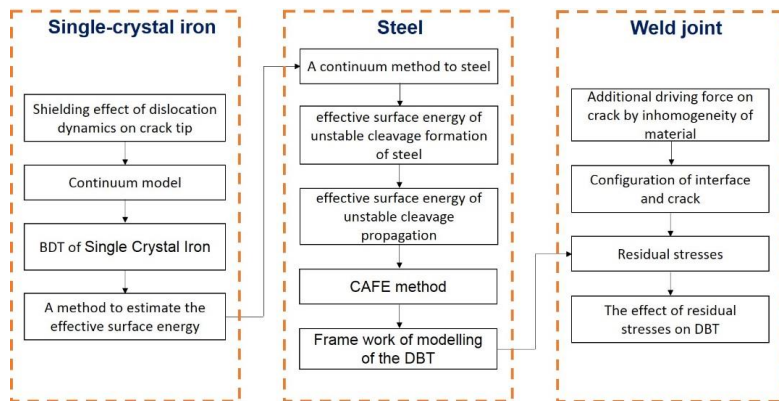 Single-crystal iron
Shielding effect of dislocation
dynamics on crack tip
Continuum model
BDT of Single Crystal Iron
A method to estimate the
effective surface energy
Steel
A continuum method to steel
effective surface energy of
unstable cleavage formation
of steel
effective surface energy of
unstable cleavage
propagation
CAFE method
Frame work of modelling
of the DBT
Weld joint
Additional driving force on
crack by inhomogeneity of
material
Configuration of interface
and crack
Residual stresses
The effect of residual
stresses on DBT